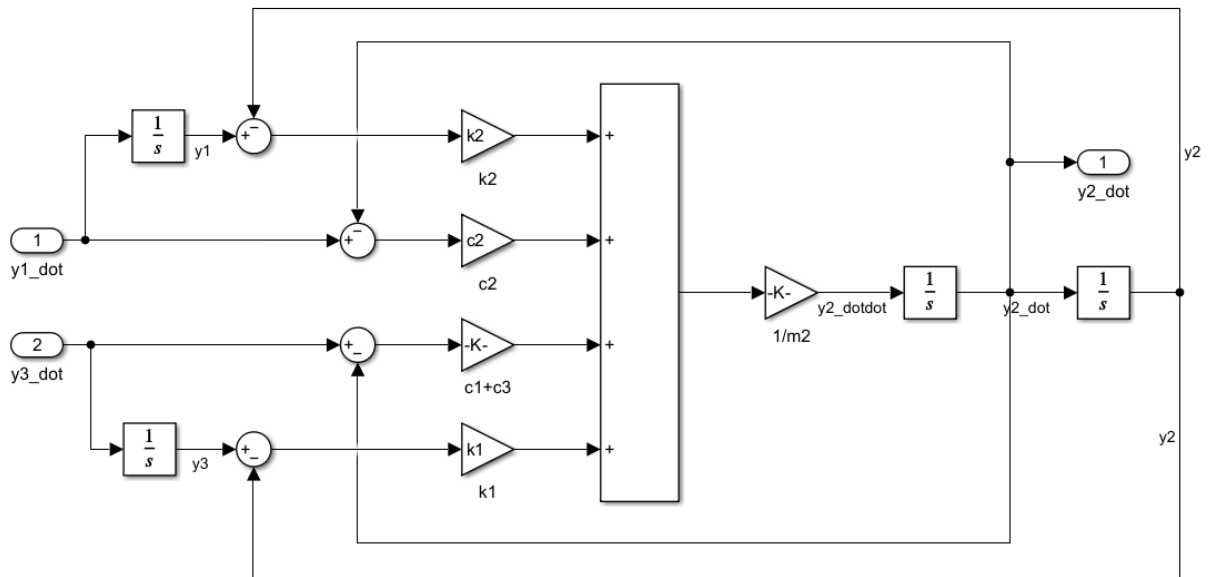 y2
1
s
y1
+
−
k2
k2
+
1
y2_dot
1
y1_dot
+
−
c2
c2
+
-K-
1/m2
y2_dotdot
1
s
y2_dot
1
s
2
y3_dot
+
−
-K-
c1+c3
+
1
s
y3
+
−
k1
k1
+
y2